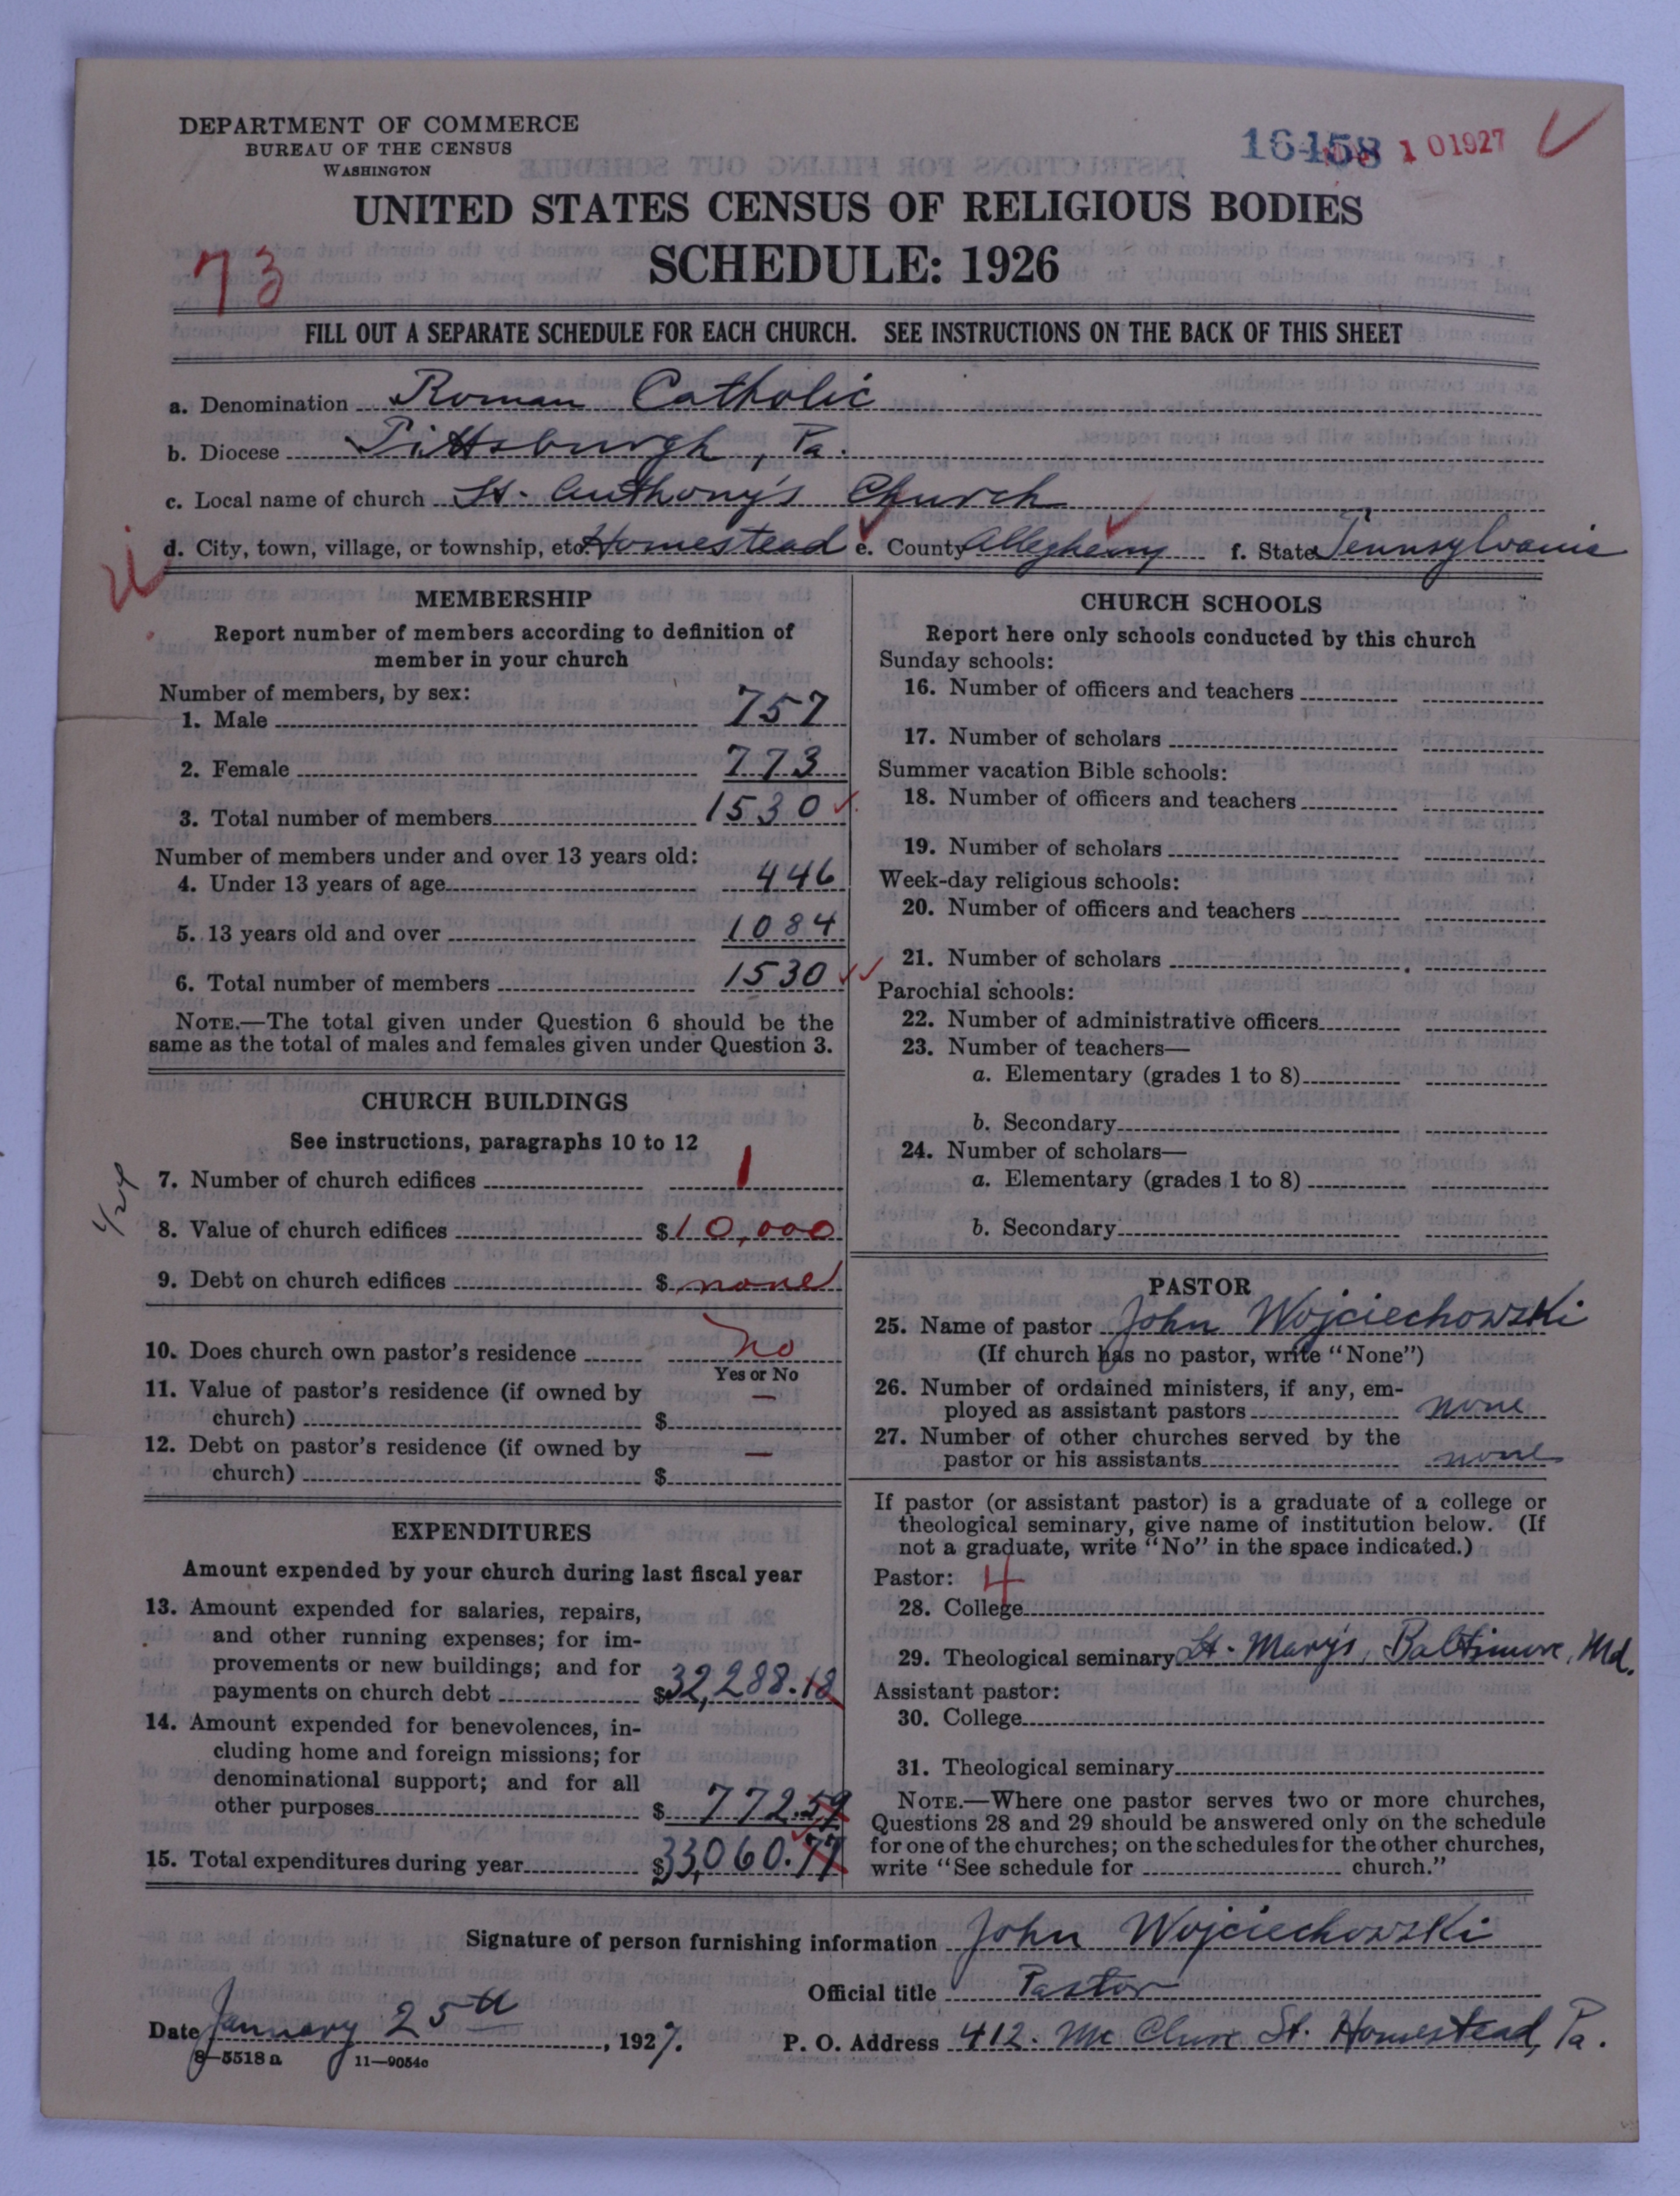 DEPARTMENT OF COMMERCE
BUREAU OF THE CENSUS
WASHINGTON
16458 101927
UNITED STATES CENSUS OF RELIGIOUS BODIES
SCHEDULE: 1926
73
FILL OUT A SEPARATE SCHEDULE FOR EACH CHURCH. SEE INSTRUCTIONS ON THE BACK OF THIS SHEET
a. Denomination Roman Catholic
b. Diocese Pittsburgh, Pa.
c. Local name of church St. Anthony's Church
d. City, town, village, or township, etc. Homestead e. County Allegheny f. State Pennsylvania
MEMBERSHIP
Report number of members according to definition of
member in your church
Number of members, by sex:
1. Male 757
2. Female 773
3. Total number of members 1530
Number of members under and over 13 years old:
4. Under 13 years of age 446
5. 13 years old and over 1084
6. Total number of members 1530
NOTE.—The total given under Question 6 should be the
same as the total of males and females given under Question 3.
CHURCH BUILDINGS
See instructions, paragraphs 10 to 12
7. Number of church edifices 1
8. Value of church edifices $10,000
9. Debt on church edifices $ none
10. Does church own pastor's residence No
Yes or No
11. Value of pastor's residence (if owned by —
church) $
12. Debt on pastor's residence (if owned by —
church) $
EXPENDITURES
Amount expended by your church during last fiscal year
13. Amount expended for salaries, repairs,
and other running expenses; for im-
provements or new buildings; and for
payments on church debt $32,288.18
14. Amount expended for benevolences, in-
cluding home and foreign missions; for
denominational support; and for all
other purposes $ 772.59
15. Total expenditures during year $33,060.77
CHURCH SCHOOLS
Report here only schools conducted by this church
Sunday schools:
16. Number of officers and teachers
17. Number of scholars
Summer vacation Bible schools:
18. Number of officers and teachers
19. Number of scholars
Week-day religious schools:
20. Number of officers and teachers
21. Number of scholars
Parochial schools:
22. Number of administrative officers
23. Number of teachers—
a. Elementary (grades 1 to 8)
b. Secondary
24. Number of scholars—
a. Elementary (grades 1 to 8)
b. Secondary
PASTOR
25. Name of pastor John Wojciechowski
(If church has no pastor, write "None")
26. Number of ordained ministers, if any, em-
ployed as assistant pastors none
27. Number of other churches served by the
pastor or his assistants none
If pastor (or assistant pastor) is a graduate of a college or
theological seminary, give name of institution below. (If
not a graduate, write "No" in the space indicated.)
Pastor: 4
28. College
29. Theological seminary St. Mary's, Baltimore, Md.
Assistant pastor:
30. College
31. Theological seminary
NOTE.—Where one pastor serves two or more churches,
Questions 28 and 29 should be answered only on the schedule
for one of the churches; on the schedules for the other churches,
write "See schedule for church."
Signature of person furnishing information John Wojciechowski
Official title Pastor
Date January 25th, 1927. P. O. Address 412. Mc Clure St. Homestead, Pa.
8—5518a 11—9054c